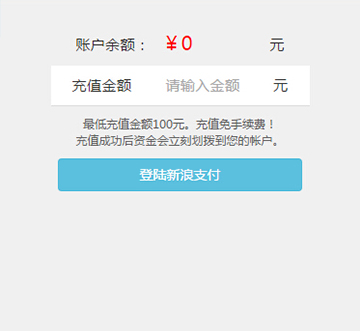 账户余额： ￥0 元
充值金额 请输入金额 元
最低充值金额100元。充值免手续费！
充值成功后资金会立刻划拨到您的帐户。
登陆新浪支付